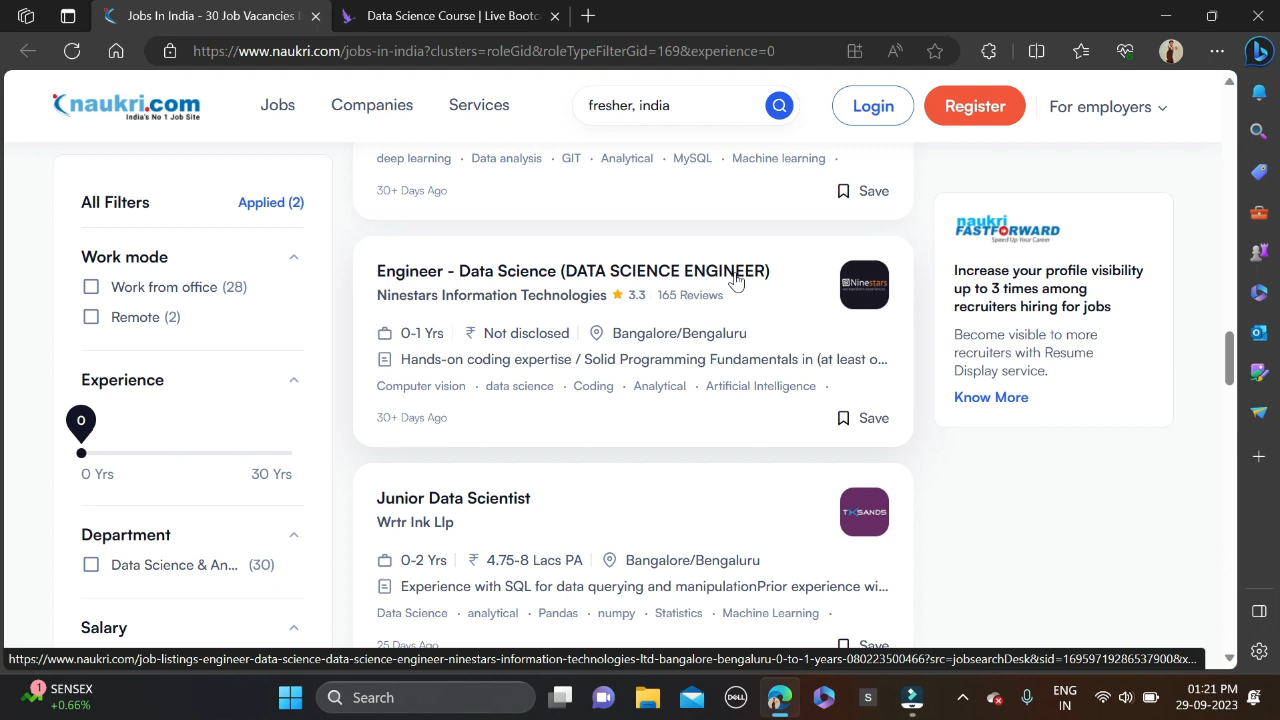 Jobs In India - 30 Job Vacancies I
Data Science Course | Live Bootc
https://www.naukri.com/jobs-in-india?clusters=roleGid&roleTypeFilterGid=169&experience=0
naukri.com
India's No 1 Job Site
Jobs
Companies
Services
fresher, india
Login
Register
For employers
All Filters
Applied (2)
Work mode
Work from office (28)
Remote (2)
Experience
0
0 Yrs
30 Yrs
Department
Data Science & An... (30)
Salary
deep learning · Data analysis · GIT · Analytical · MySQL · Machine learning ·
30+ Days Ago
Save
Engineer - Data Science (DATA SCIENCE ENGINEER)
Ninestars Information Technologies ★ 3.3 165 Reviews
Ninestars
0-1 Yrs ₹ Not disclosed Bangalore/Bengaluru
Hands-on coding expertise / Solid Programming Fundamentals in (at least o...
Computer vision · data science · Coding · Analytical · Artificial Intelligence ·
30+ Days Ago
Save
Junior Data Scientist
Wrtr Ink Llp
0-2 Yrs ₹ 4.75-8 Lacs PA Bangalore/Bengaluru
Experience with SQL for data querying and manipulationPrior experience wi...
Data Science · analytical · Pandas · numpy · Statistics · Machine Learning ·
25 Days Ago
Save
naukri
FASTFORWARD
Speed Up Your Career
Increase your profile visibility
up to 3 times among
recruiters hiring for jobs
Become visible to more
recruiters with Resume
Display service.
Know More
https://www.naukri.com/job-listings-engineer-data-science-data-science-engineer-ninestars-information-technologies-ltd-bangalore-bengaluru-0-to-1-years-080223500466?src=jobsearchDesk&sid=16959719286537900&x...
1
SENSEX
+0.66%
Search
DELL
S
ENG
IN
01:21 PM
29-09-2023